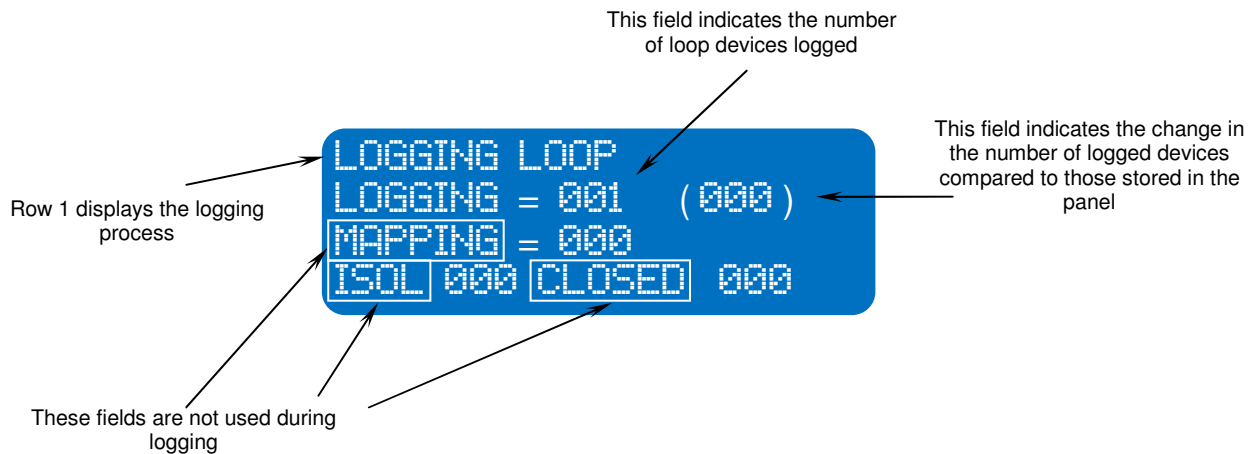 This field indicates the number
of loop devices logged
This field indicates the change in
the number of logged devices
compared to those stored in the
panel
Row 1 displays the logging
process
LOGGING LOOP
LOGGING = 001 (000)
MAPPING = 000
ISOL 000 CLOSED 000
These fields are not used during
logging